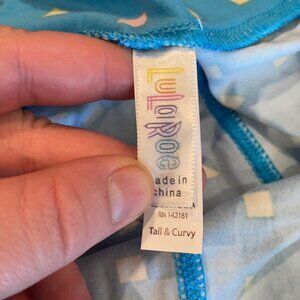 LuLaRoe
Made in
China
RN 142161
Tall & Curvy